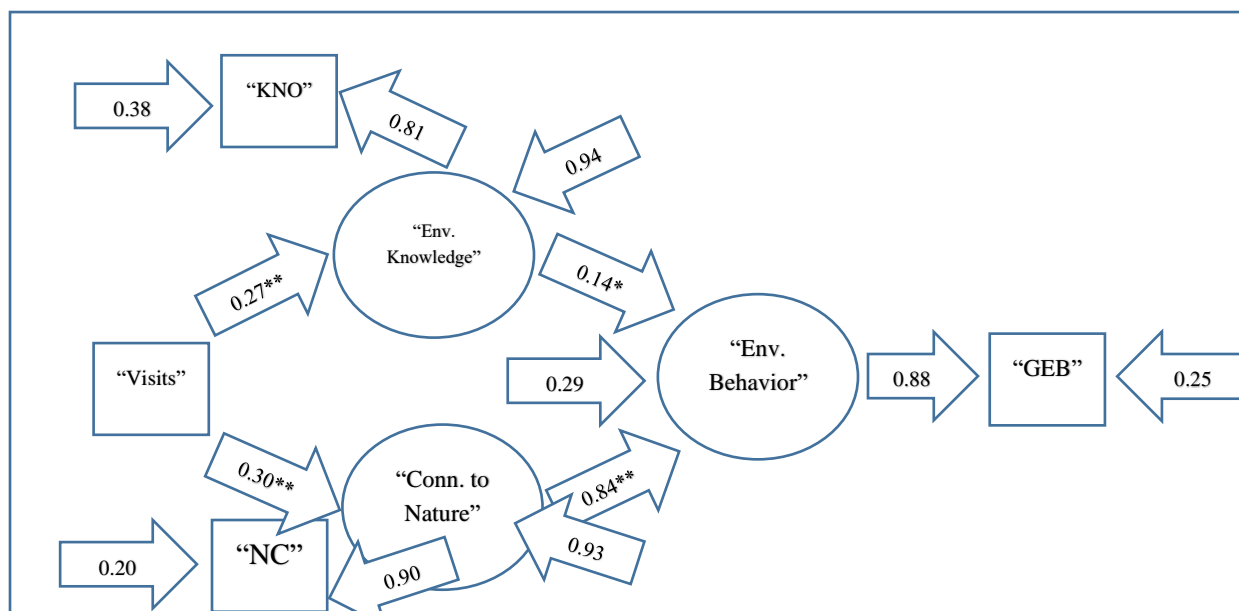 “KNO”
0.38
0.81
0.94
“Env.
Knowledge”
0.27**
0.14*
“Visits”
0.29
“Env.
Behavior”
0.88
“GEB”
0.25
0.30**
“Conn. to
Nature”
0.84**
0.93
“NC”
0.20
0.90